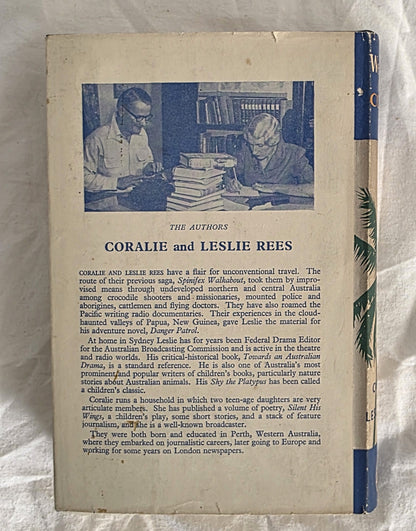 THE AUTHORS
CORALIE and LESLIE REES
CORALIE AND LESLIE REES have a flair for unconventional travel. The
route of their previous saga, Spinifex Walkabout, took them by impro-
vised means through undeveloped northern and central Australia
among crocodile shooters and missionaries, mounted police and
aborigines, cattlemen and flying doctors. They have also roamed the
Pacific writing radio documentaries. Their experiences in the cloud-
haunted valleys of Papua, New Guinea, gave Leslie the material for
his adventure novel, Danger Patrol.
At home in Sydney Leslie has for years been Federal Drama Editor
for the Australian Broadcasting Commission and is active in the theatre
and radio worlds. His critical-historical book, Towards an Australian
Drama, is a standard reference. He is also one of Australia's most
prominent and popular writers of children's books, particularly nature
stories about Australian animals. His Shy the Platypus has been called
a children's classic.
Coralie runs a household in which two teen-age daughters are very
articulate members. She has published a volume of poetry, Silent His
Wings, a children's play, some short stories, and a stack of feature
journalism, and she is a well-known broadcaster.
They were both born and educated in Perth, Western Australia,
where they embarked on journalistic careers, later going to Europe and
working for some years on London newspapers.